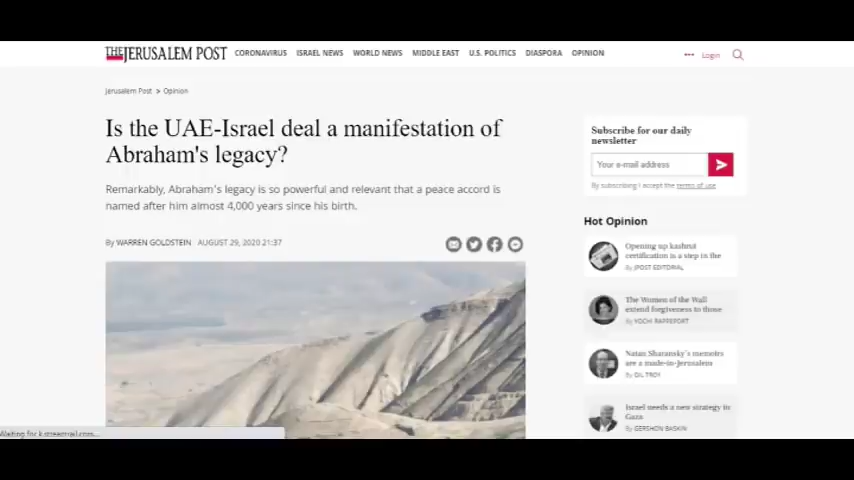 THE JERUSALEM POST
CORONAVIRUS ISRAEL NEWS WORLD NEWS MIDDLE EAST U.S. POLITICS DIASPORA OPINION
Login
Jerusalem Post > Opinion
Is the UAE-Israel deal a manifestation of
Abraham's legacy?
Remarkably, Abraham's legacy is so powerful and relevant that a peace accord is
named after him almost 4,000 years since his birth.
By WARREN GOLDSTEIN AUGUST 29, 2020 21:37
Subscribe for our daily
newsletter
Your e-mail address
By subscribing I accept the terms of use
Hot Opinion
Opening up kashrut
certification is a step in the
By JPOST EDITORIAL
The Women of the Wall
extend forgiveness to those
By YOCHI RAPPEPORT
Natan Sharansky's memoirs
are a made-in-Jerusalem
By GIL TROY
Israel needs a new strategy to
Gaza
By GERSHON BASKIN
Waiting for